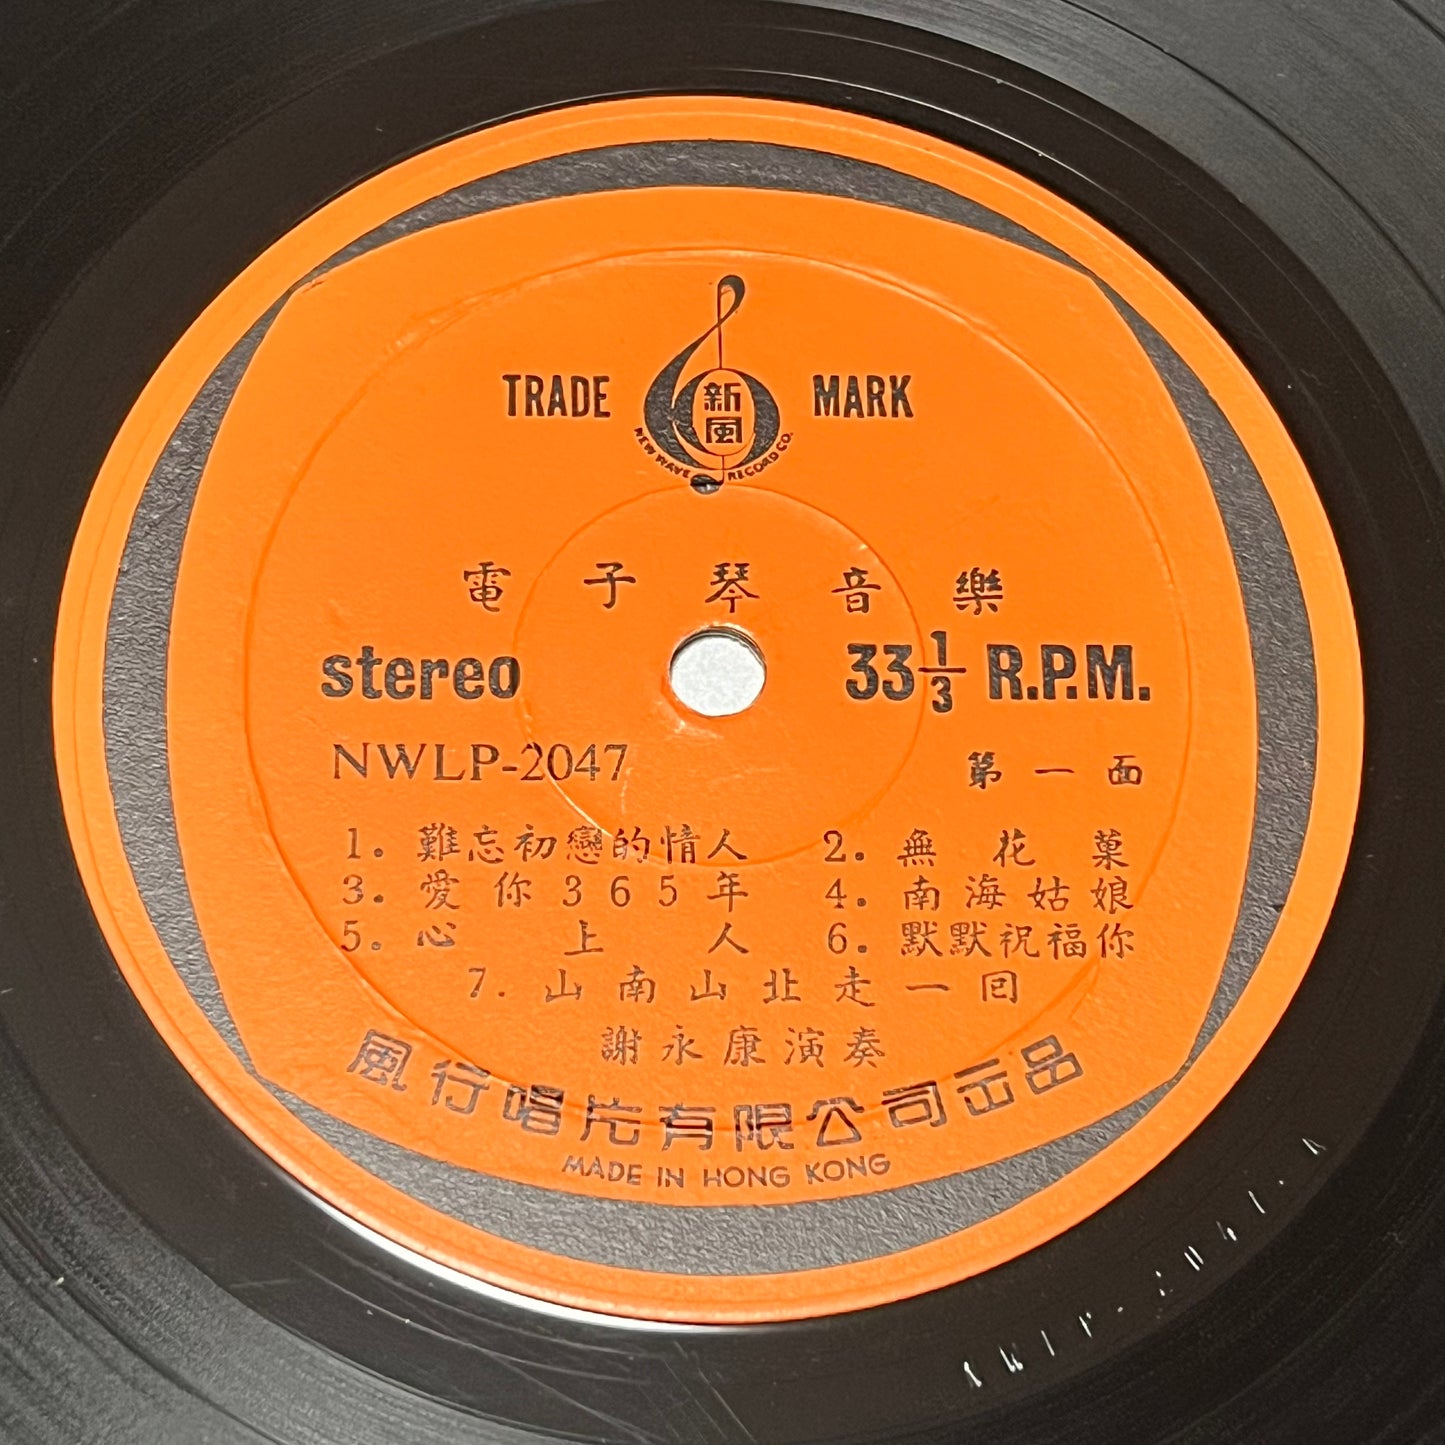 TRADE 新風 MARK
NEW WAVE RECORD CO.
電子琴音樂
stereo 33 1/3 R.P.M.
NWLP-2047 第一面
1. 難忘初戀的情人 2. 無花菓
3. 愛你365年 4. 南海姑娘
5. 心上人 6. 默默祝福你
7. 山南山北走一回
謝永康演奏
風行唱片有限公司出品
MADE IN HONG KONG